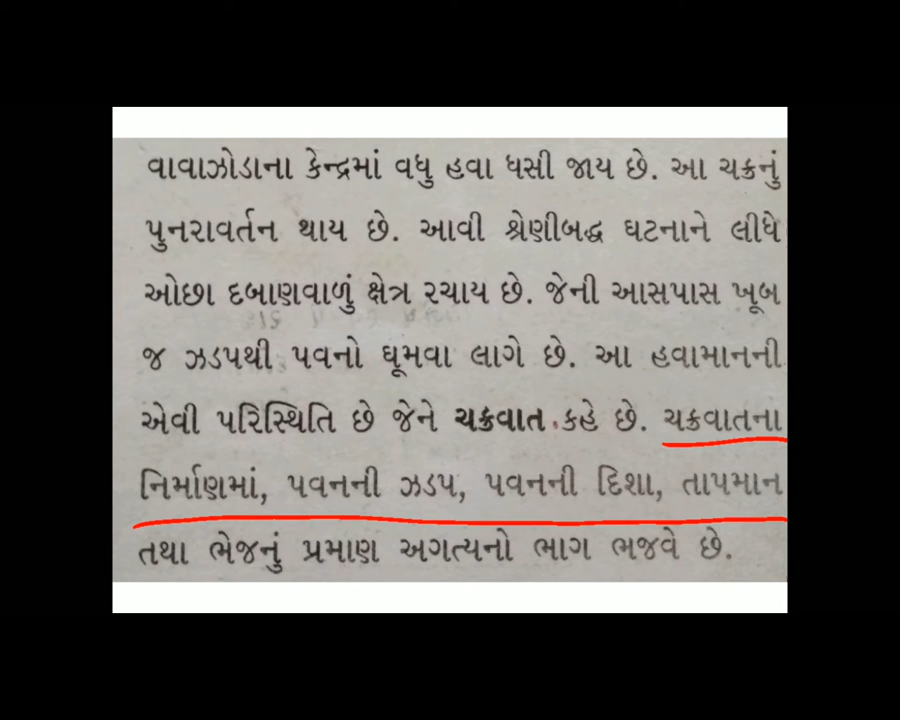 વાવાઝોડાના કેન્દ્રમાં વધુ હવા ધસી જાય છે. આ ચક્રનું
પુનરાવર્તન થાય છે. આવી શ્રેણીબદ્ધ ઘટનાને લીધે
ઓછા દબાણવાળું ક્ષેત્ર રચાય છે. જેની આસપાસ ખૂબ
જ ઝડપથી પવનો ઘૂમવા લાગે છે. આ હવામાનની
એવી પરિસ્થિતિ છે જેને ચક્રવાત કહે છે. ચક્રવાતના
નિર્માણમાં, પવનની ઝડપ, પવનની દિશા, તાપમાન
તથા ભેજનું પ્રમાણ અગત્યનો ભાગ ભજવે છે.